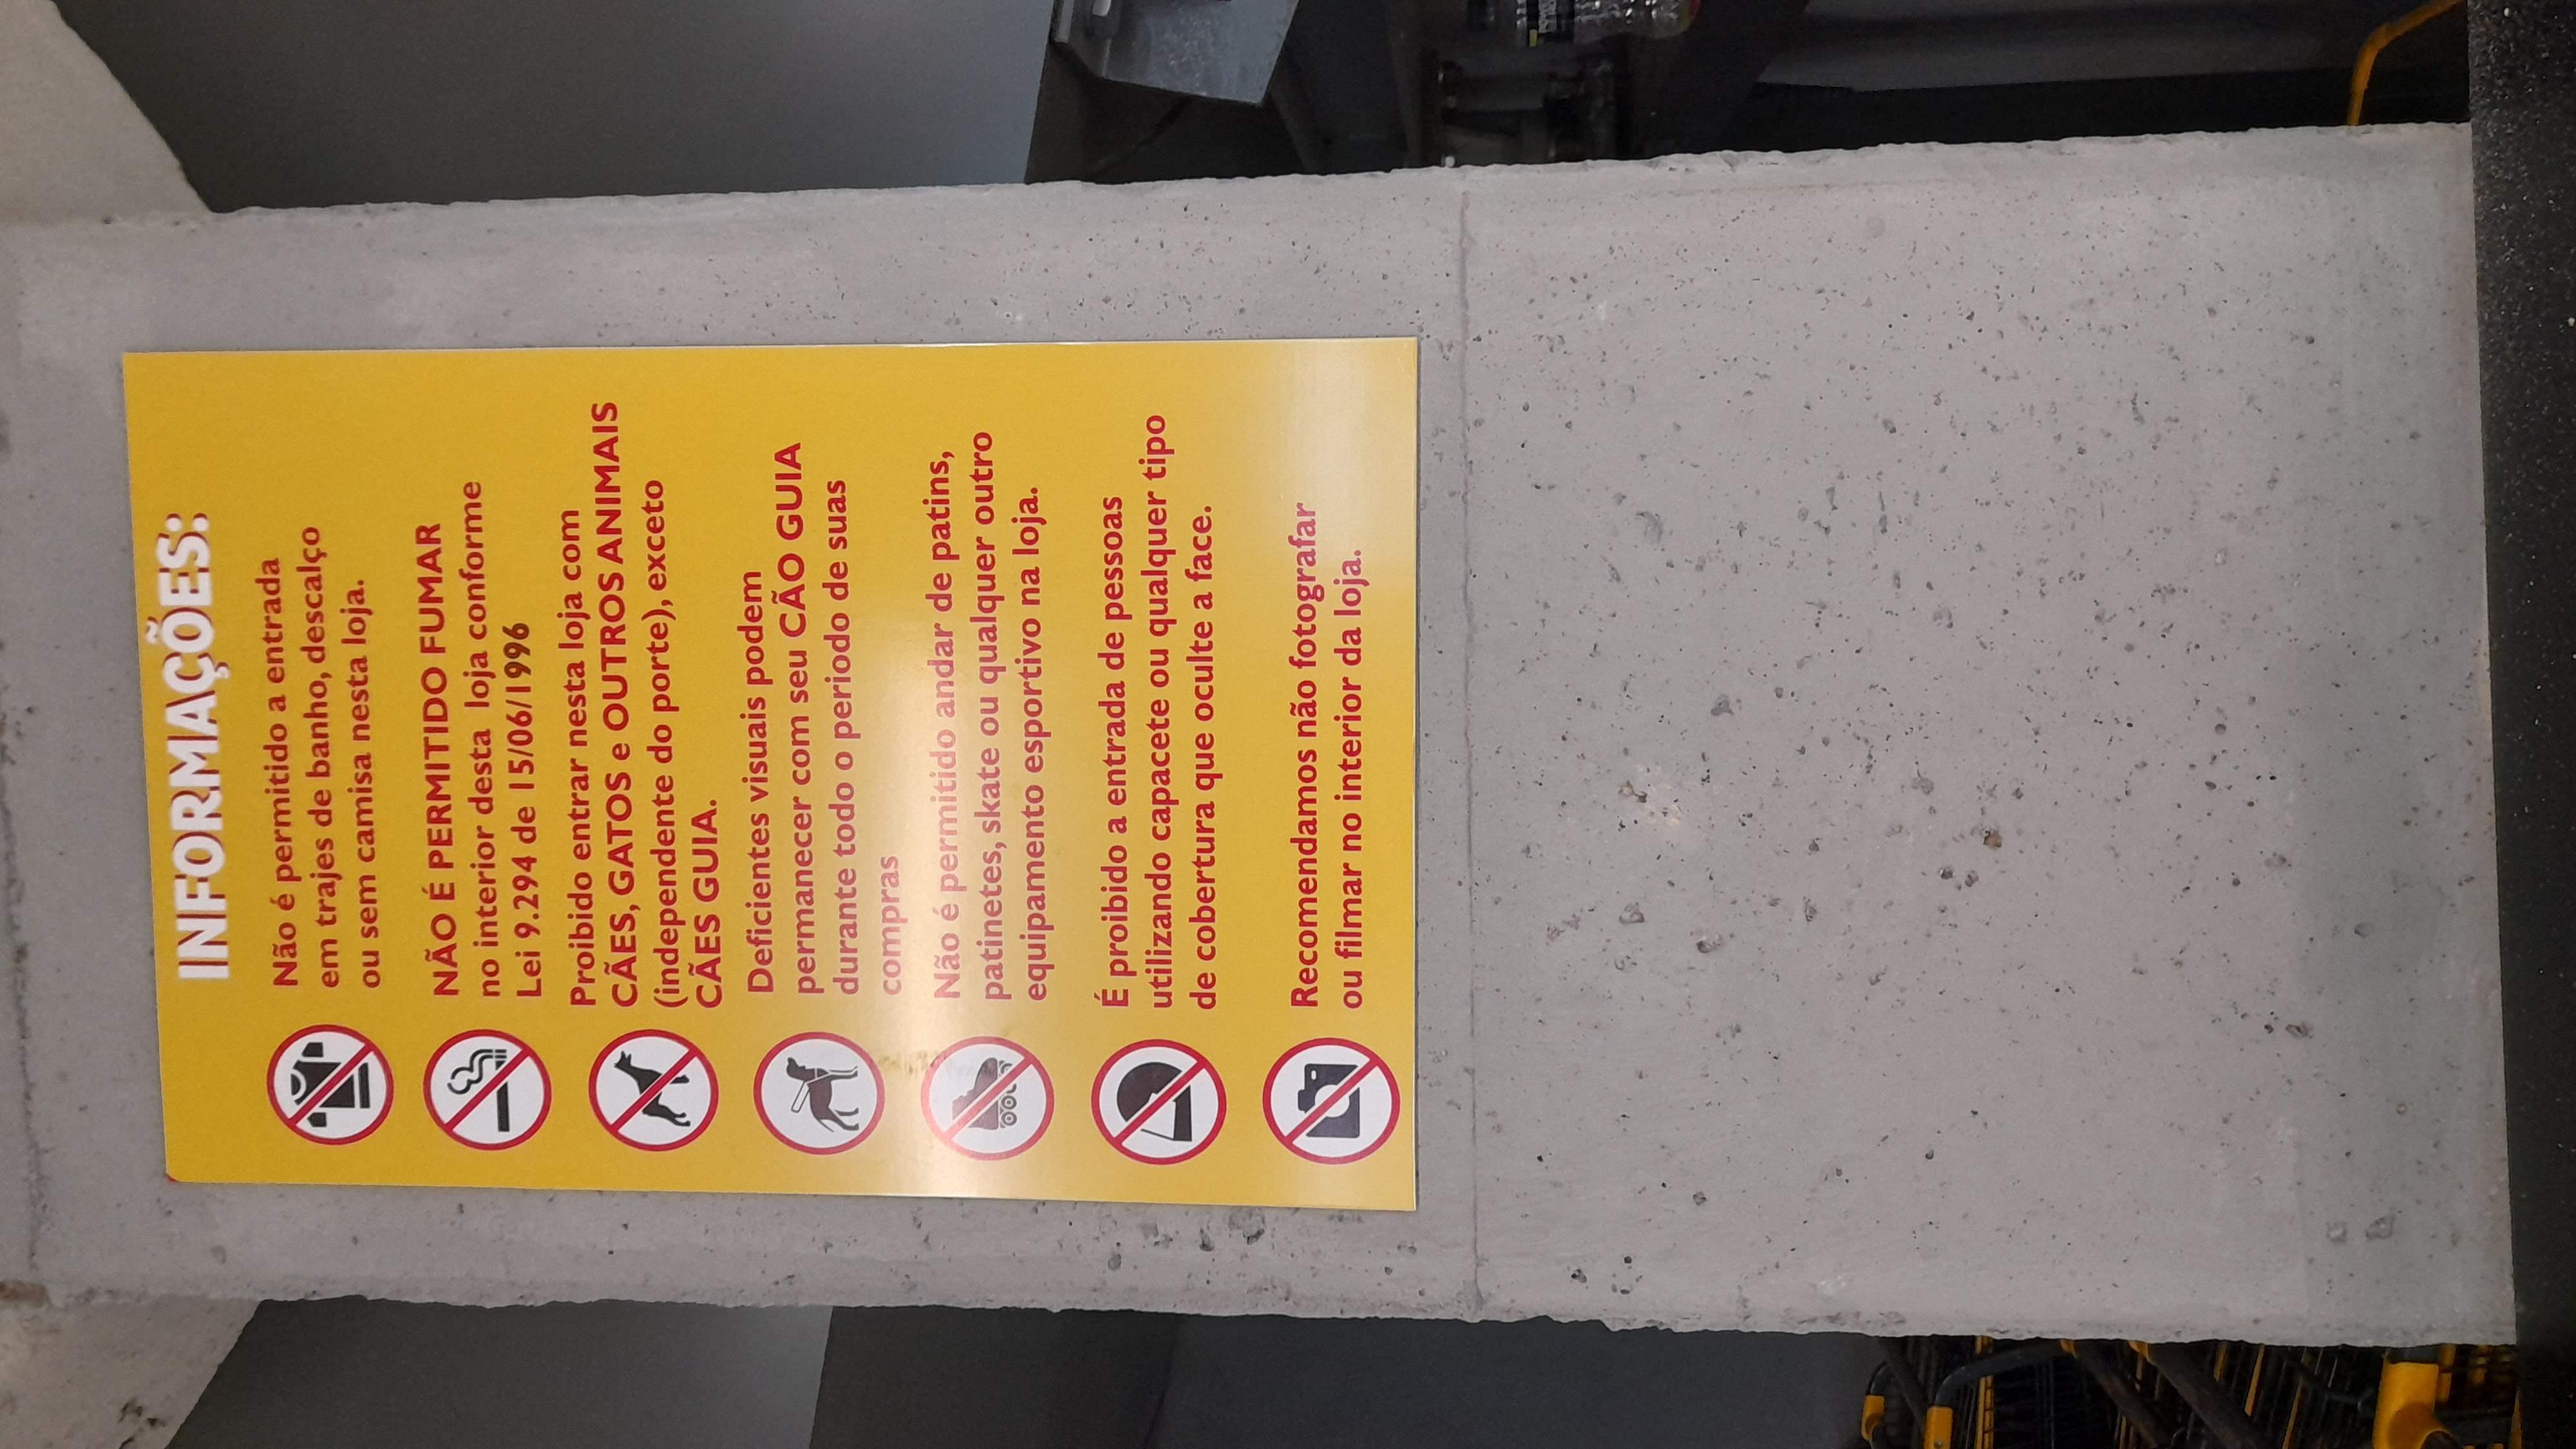 INFORMAÇÕES:
Não é permitido a entrada
em trajes de banho, descalço
ou sem camisa nesta loja.
NÃO É PERMITIDO FUMAR
no interior desta loja conforme
Lei 9.294 de 15/06/1996
Proibido entrar nesta loja com
CÃES, GATOS e OUTROS ANIMAIS
(independente do porte), exceto
CÃES GUIA.
Deficientes visuais podem
permanecer com seu CÃO GUIA
durante todo o periodo de suas
compras
Não é permitido andar de patins,
patinetes, skate ou qualquer outro
equipamento esportivo na loja.
É proibido a entrada de pessoas
utilizando capacete ou qualquer tipo
de cobertura que oculte a face.
Recomendamos não fotografar
ou filmar no interior da loja.